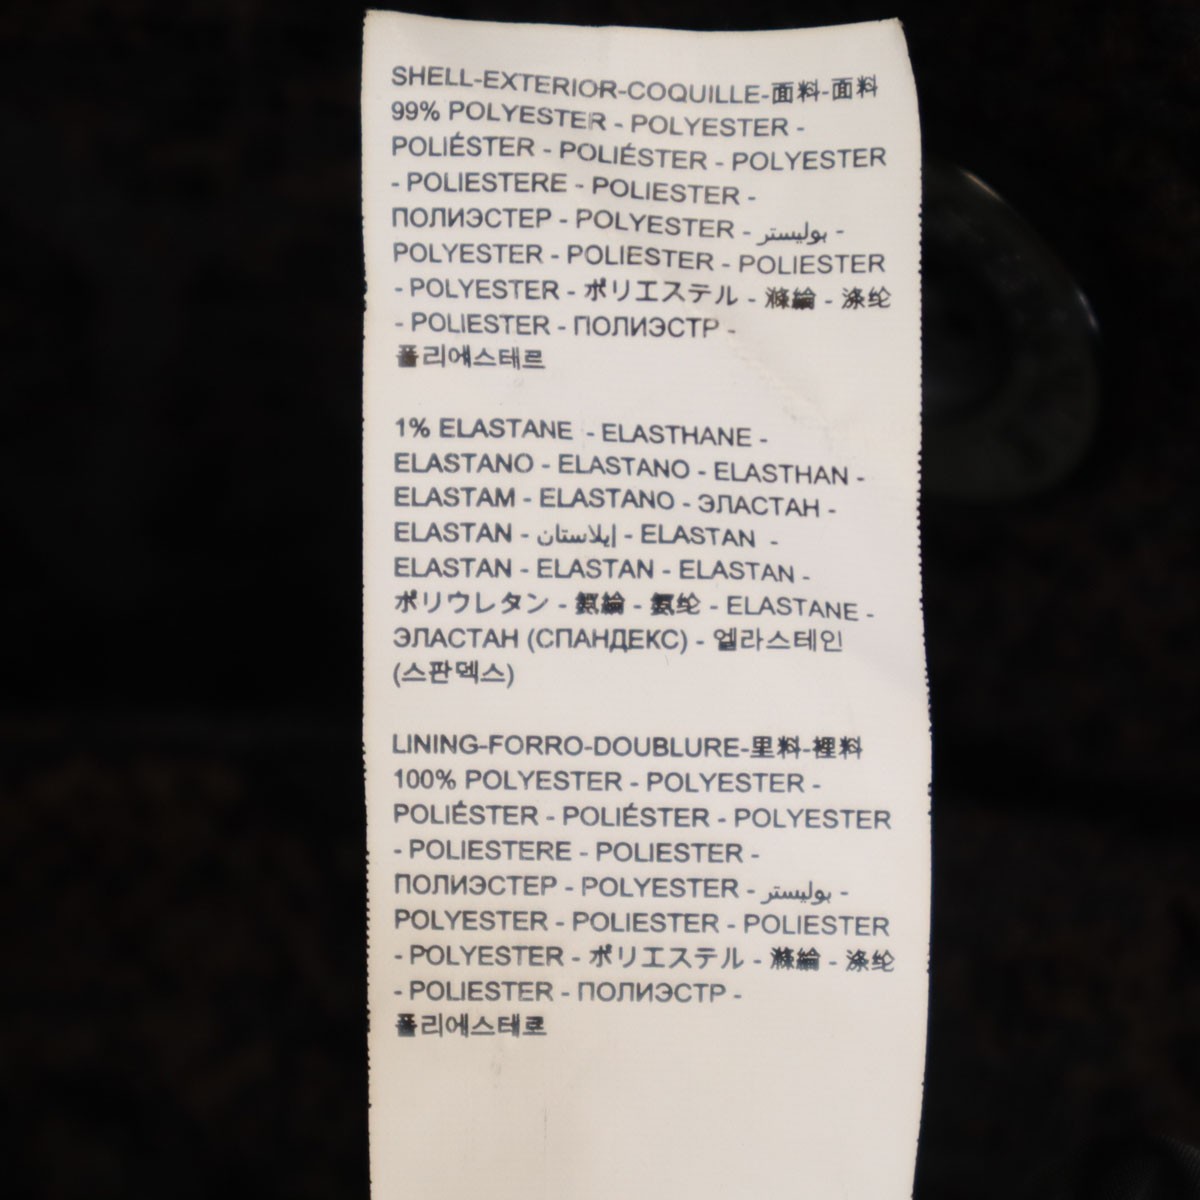 SHELL-EXTERIOR-COQUILLE-面料-面料
99% POLYESTER - POLYESTER -
POLIÉSTER - POLIÉSTER - POLYESTER
- POLIESTERE - POLIESTER -
ПОЛИЭСТЕР - POLYESTER - بوليستر -
POLYESTER - POLIESTER - POLIESTER
- POLYESTER - ポリエステル - 滌綸 - 涤纶
- POLIESTER - ПОЛИЭСТР -
폴리에스테르
1% ELASTANE - ELASTHANE -
ELASTANO - ELASTANO - ELASTHAN -
ELASTAM - ELASTANO - ЭЛАСТАН -
ELASTAN - إيلاستان - ELASTAN -
ELASTAN - ELASTAN - ELASTAN -
ポリウレタン - 氨綸 - 氨纶 - ELASTANE -
ЭЛАСТАН (СПАНДЕКС) - 엘라스테인
(스판덱스)
LINING-FORRO-DOUBLURE-里料-裡料
100% POLYESTER - POLYESTER -
POLIÉSTER - POLIÉSTER - POLYESTER
- POLIESTERE - POLIESTER -
ПОЛИЭСТЕР - POLYESTER - بوليستر -
POLYESTER - POLIESTER - POLIESTER
- POLYESTER - ポリエステル - 滌綸 - 涤纶
- POLIESTER - ПОЛИЭСТР -
폴리에스테르